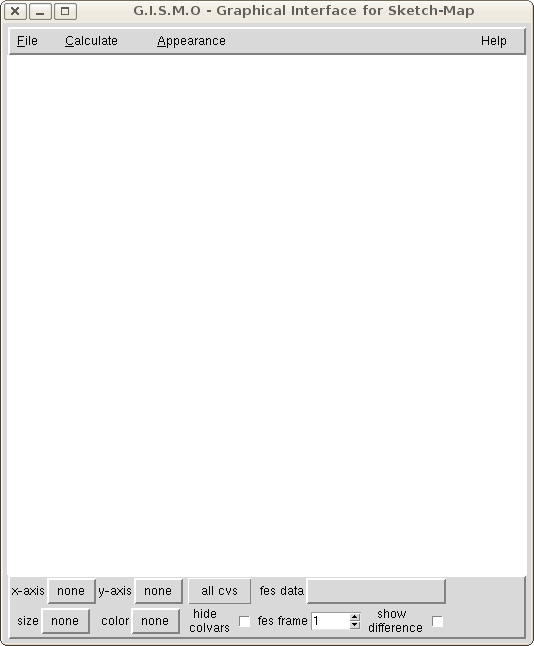 G.I.S.M.O - Graphical Interface for Sketch-Map
File Calculate Appearance Help
x-axis none y-axis none all cvs fes data
size none color none hide colvars fes frame 1 show difference